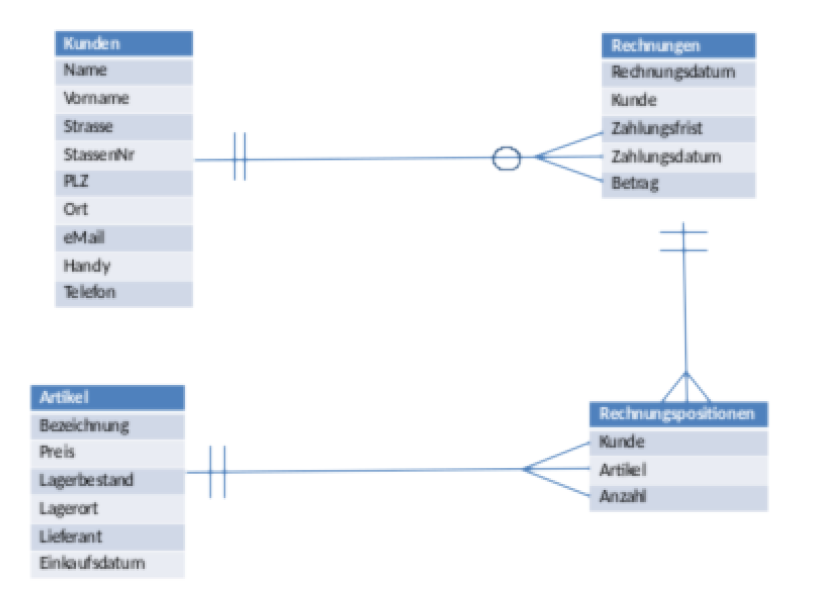 Kunden
Name
Vorname
Strasse
StassenNr
PLZ
Ort
eMail
Handy
Telefon
Rechnungen
Rechnungsdatum
Kunde
Zahlungsfrist
Zahlungsdatum
Betrag
Artikel
Bezeichnung
Preis
Lagerbestand
Lagerort
Lieferant
Einkaufsdatum
Rechnungspositionen
Kunde
Artikel
Anzahl